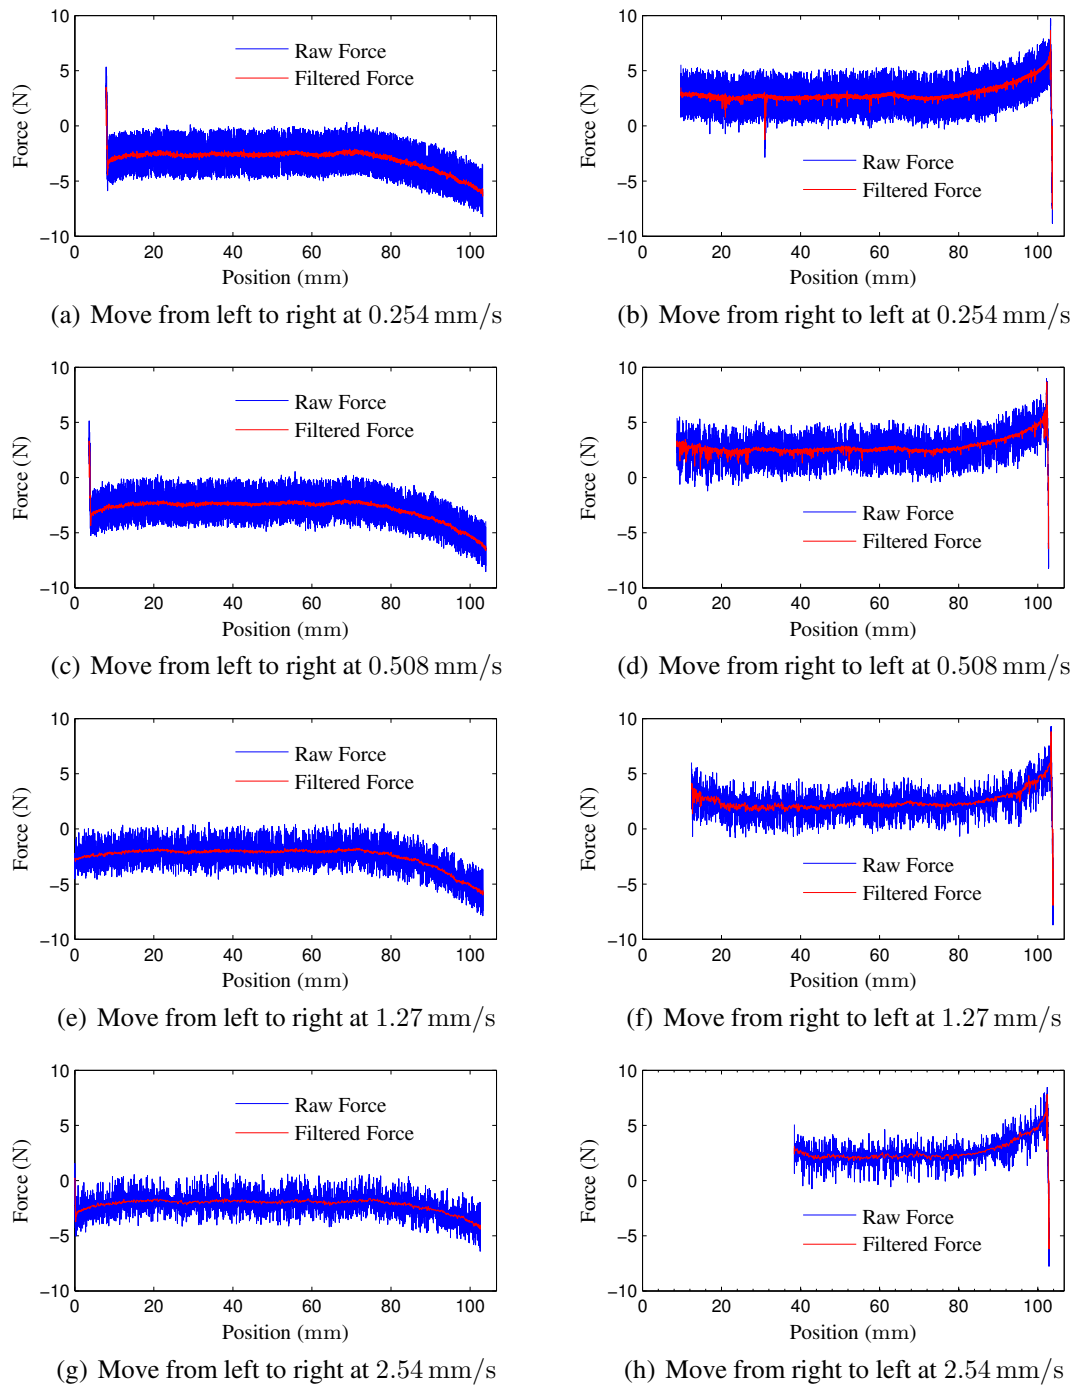 10
5
0
−5
−10
0 20 40 60 80 100
Force (N)
Position (mm)
Raw Force
Filtered Force
(a) Move from left to right at 0.254 mm/s
10
5
0
−5
−10
0 20 40 60 80 100
Force (N)
Position (mm)
Raw Force
Filtered Force
(b) Move from right to left at 0.254 mm/s
10
5
0
−5
−10
0 20 40 60 80 100
Force (N)
Position (mm)
Raw Force
Filtered Force
(c) Move from left to right at 0.508 mm/s
10
5
0
−5
−10
0 20 40 60 80 100
Force (N)
Position (mm)
Raw Force
Filtered Force
(d) Move from right to left at 0.508 mm/s
10
5
0
−5
−10
0 20 40 60 80 100
Force (N)
Position (mm)
Raw Force
Filtered Force
(e) Move from left to right at 1.27 mm/s
10
5
0
−5
−10
0 20 40 60 80 100
Force (N)
Position (mm)
Raw Force
Filtered Force
(f) Move from right to left at 1.27 mm/s
10
5
0
−5
−10
0 20 40 60 80 100
Force (N)
Position (mm)
Raw Force
Filtered Force
(g) Move from left to right at 2.54 mm/s
10
5
0
−5
−10
0 20 40 60 80 100
Force (N)
Position (mm)
Raw Force
Filtered Force
(h) Move from right to left at 2.54 mm/s